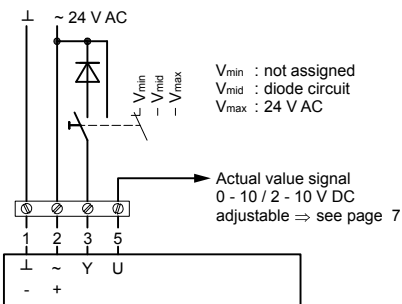 ⊥ ~ 24 V AC
– Vmin
– Vmid
– Vmax
Vmin : not assigned
Vmid : diode circuit
Vmax : 24 V AC
Actual value signal
0 - 10 / 2 - 10 V DC
adjustable ⇒ see page 7
1 2 3 5
⊥ ~ Y U
- +